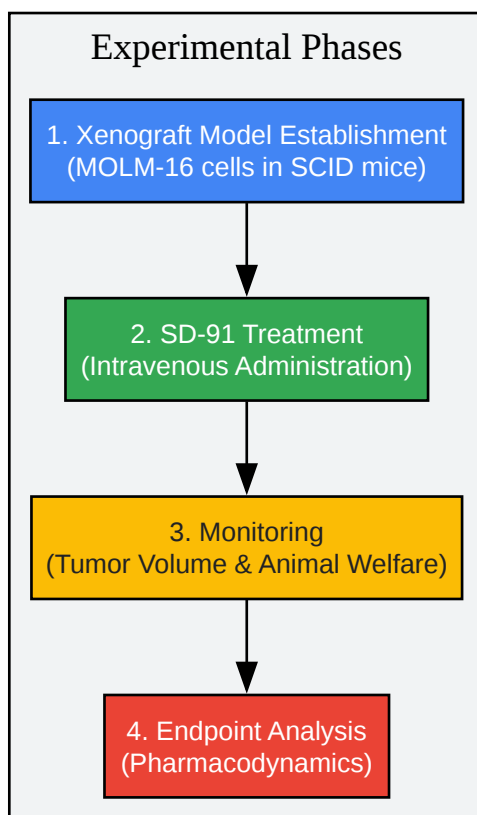 Experimental Phases
1. Xenograft Model Establishment
(MOLM-16 cells in SCID mice)
2. SD-91 Treatment
(Intravenous Administration)
3. Monitoring
(Tumor Volume & Animal Welfare)
4. Endpoint Analysis
(Pharmacodynamics)